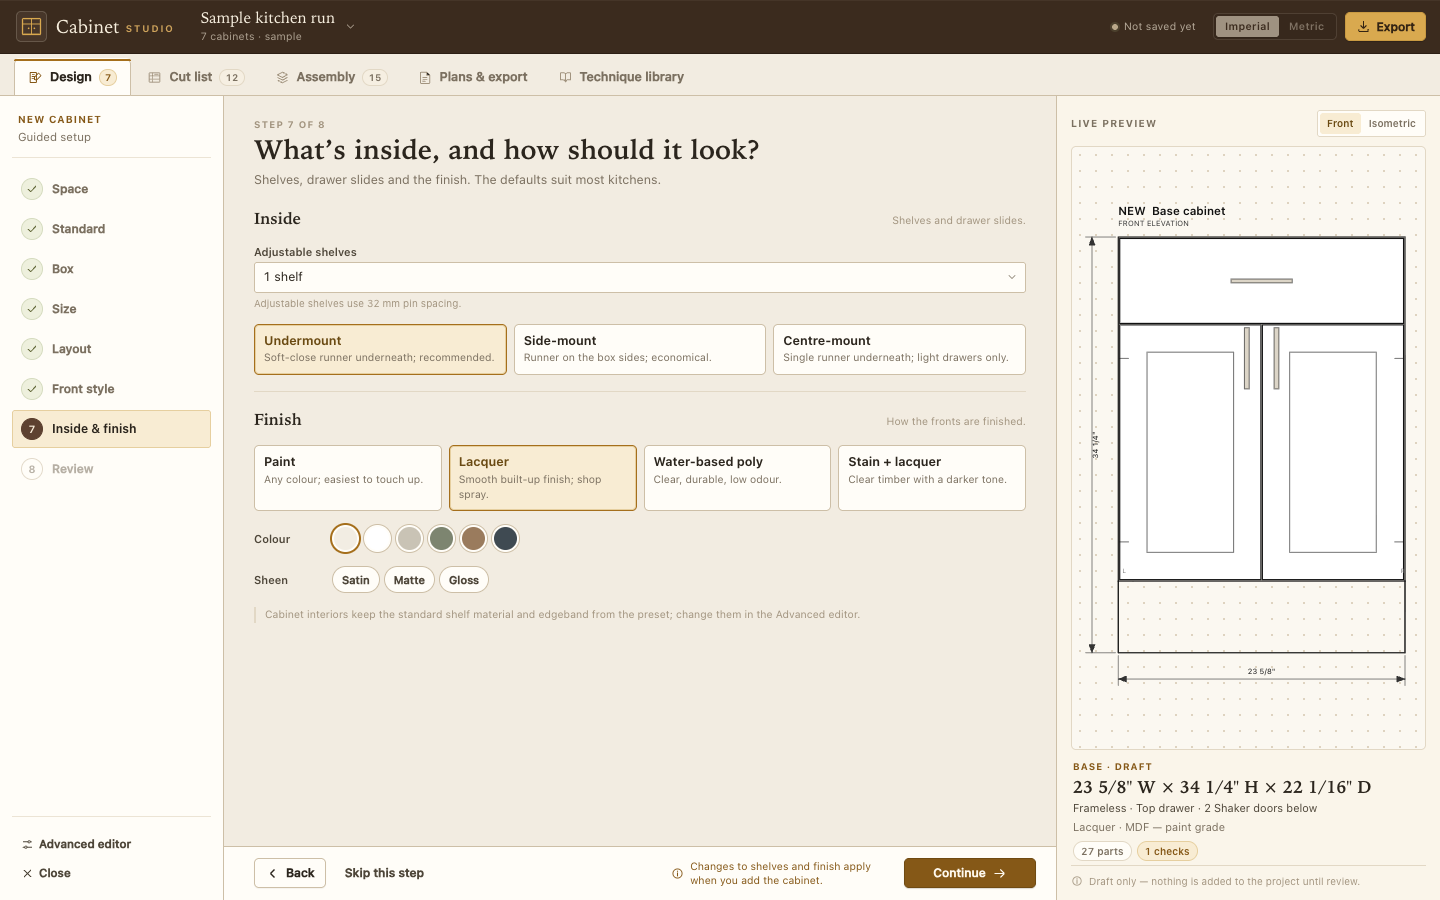 Cabinet STUDIO
Sample kitchen run
7 cabinets · sample
Not saved yet
Imperial
Metric
Export
Design 7
Cut list 12
Assembly 15
Plans & export
Technique library
NEW CABINET
Guided setup
Space
Standard
Box
Size
Layout
Front style
7 Inside & finish
8 Review
Advanced editor
Close
STEP 7 OF 8
What’s inside, and how should it look?
Shelves, drawer slides and the finish. The defaults suit most kitchens.
Inside
Shelves and drawer slides.
Adjustable shelves
1 shelf
Adjustable shelves use 32 mm pin spacing.
Undermount
Soft-close runner underneath; recommended.
Side-mount
Runner on the box sides; economical.
Centre-mount
Single runner underneath; light drawers only.
Finish
How the fronts are finished.
Paint
Any colour; easiest to touch up.
Lacquer
Smooth built-up finish; shop
spray.
Water-based poly
Clear, durable, low odour.
Stain + lacquer
Clear timber with a darker tone.
Colour
Sheen
Satin
Matte
Gloss
Cabinet interiors keep the standard shelf material and edgeband from the preset; change them in the Advanced editor.
Back
Skip this step
Changes to shelves and finish apply
when you add the cabinet.
Continue
LIVE PREVIEW
Front
Isometric
NEW Base cabinet
FRONT ELEVATION
34 1/4"
L
23 5/8"
BASE · DRAFT
23 5/8" W × 34 1/4" H × 22 1/16" D
Frameless · Top drawer · 2 Shaker doors below
Lacquer · MDF — paint grade
27 parts
1 checks
Draft only — nothing is added to the project until review.